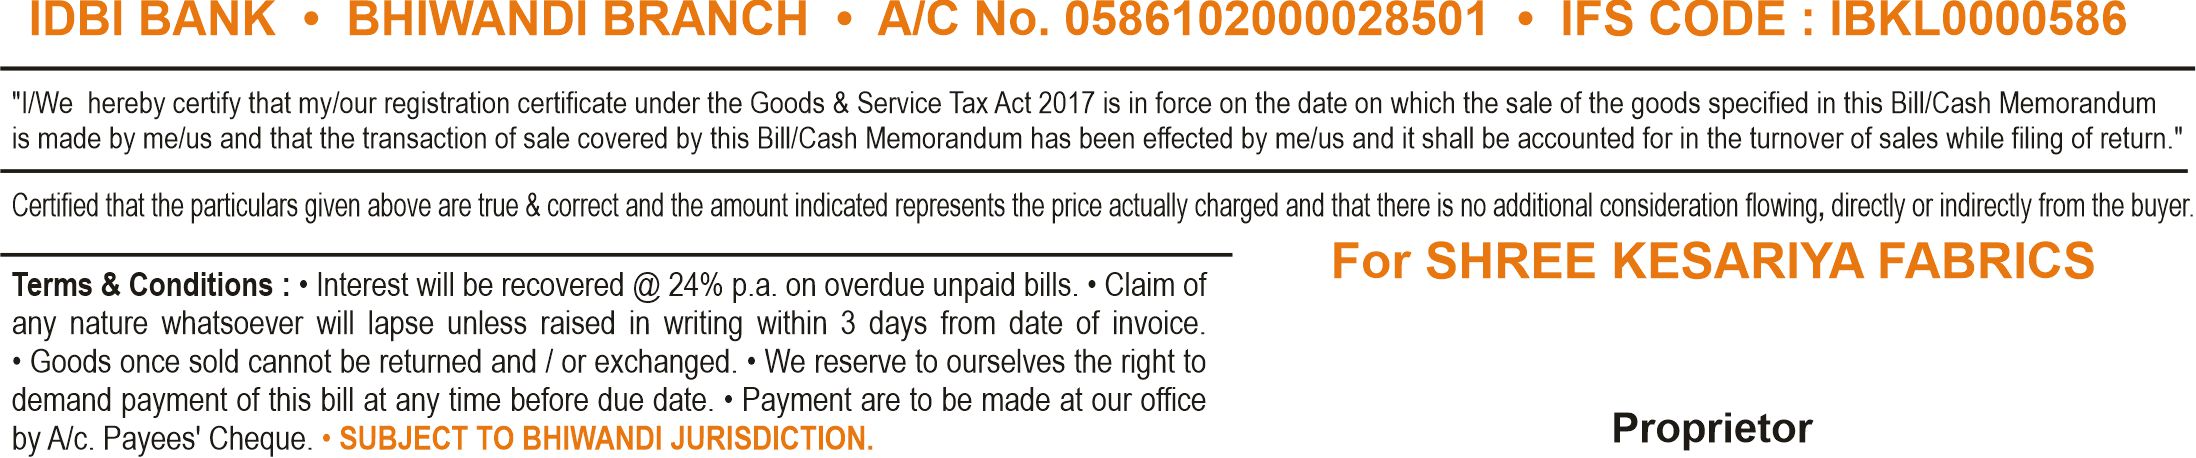 IDBI BANK • BHIWANDI BRANCH • A/C No. 0586102000028501 • IFS CODE : IBKL0000586
"I/We hereby certify that my/our registration certificate under the Goods & Service Tax Act 2017 is in force on the date on which the sale of the goods specified in this Bill/Cash Memorandum
is made by me/us and that the transaction of sale covered by this Bill/Cash Memorandum has been effected by me/us and it shall be accounted for in the turnover of sales while filing of return."
Certified that the particulars given above are true & correct and the amount indicated represents the price actually charged and that there is no additional consideration flowing, directly or indirectly from the buyer.
For SHREE KESARIYA FABRICS
Terms & Conditions : • Interest will be recovered @ 24% p.a. on overdue unpaid bills. • Claim of
any nature whatsoever will lapse unless raised in writing within 3 days from date of invoice.
• Goods once sold cannot be returned and / or exchanged. • We reserve to ourselves the right to
demand payment of this bill at any time before due date. • Payment are to be made at our office
by A/c. Payees' Cheque. • SUBJECT TO BHIWANDI JURISDICTION.
Proprietor